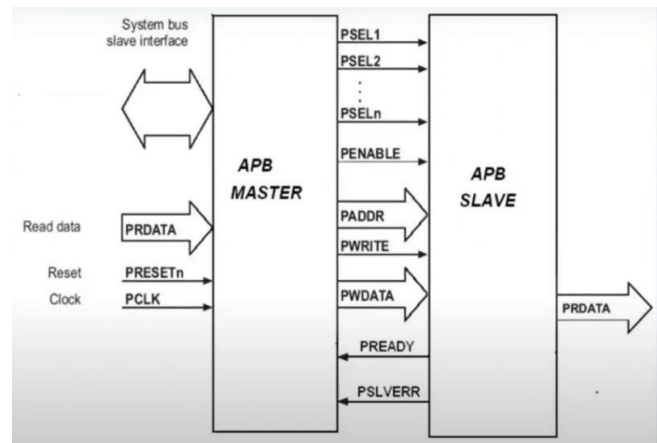 System bus
slave interface
PSEL1
PSEL2
PSELn
PENABLE
APB
MASTER
APB
SLAVE
PADDR
Read data
PRDATA
PWRITE
Reset
PRESETn
Clock
PCLK
PWDATA
PRDATA
PREADY
PSLVERR